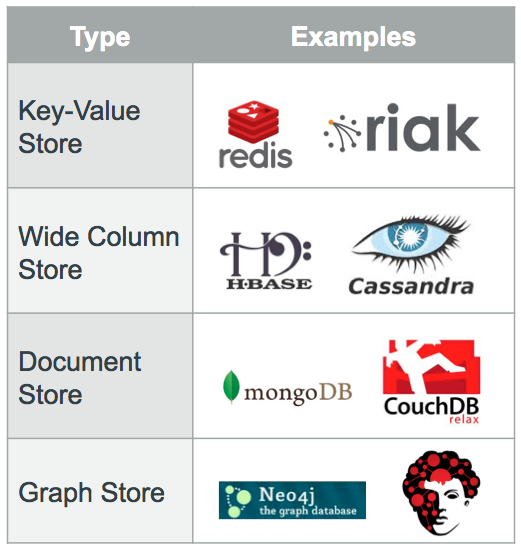 Type Examples
Key-Value
Store
redis
riak
Wide Column
Store
H·BASE
Cassandra
Document
Store
mongoDB
CouchDB
relax
Graph Store
Neo4j
the graph database